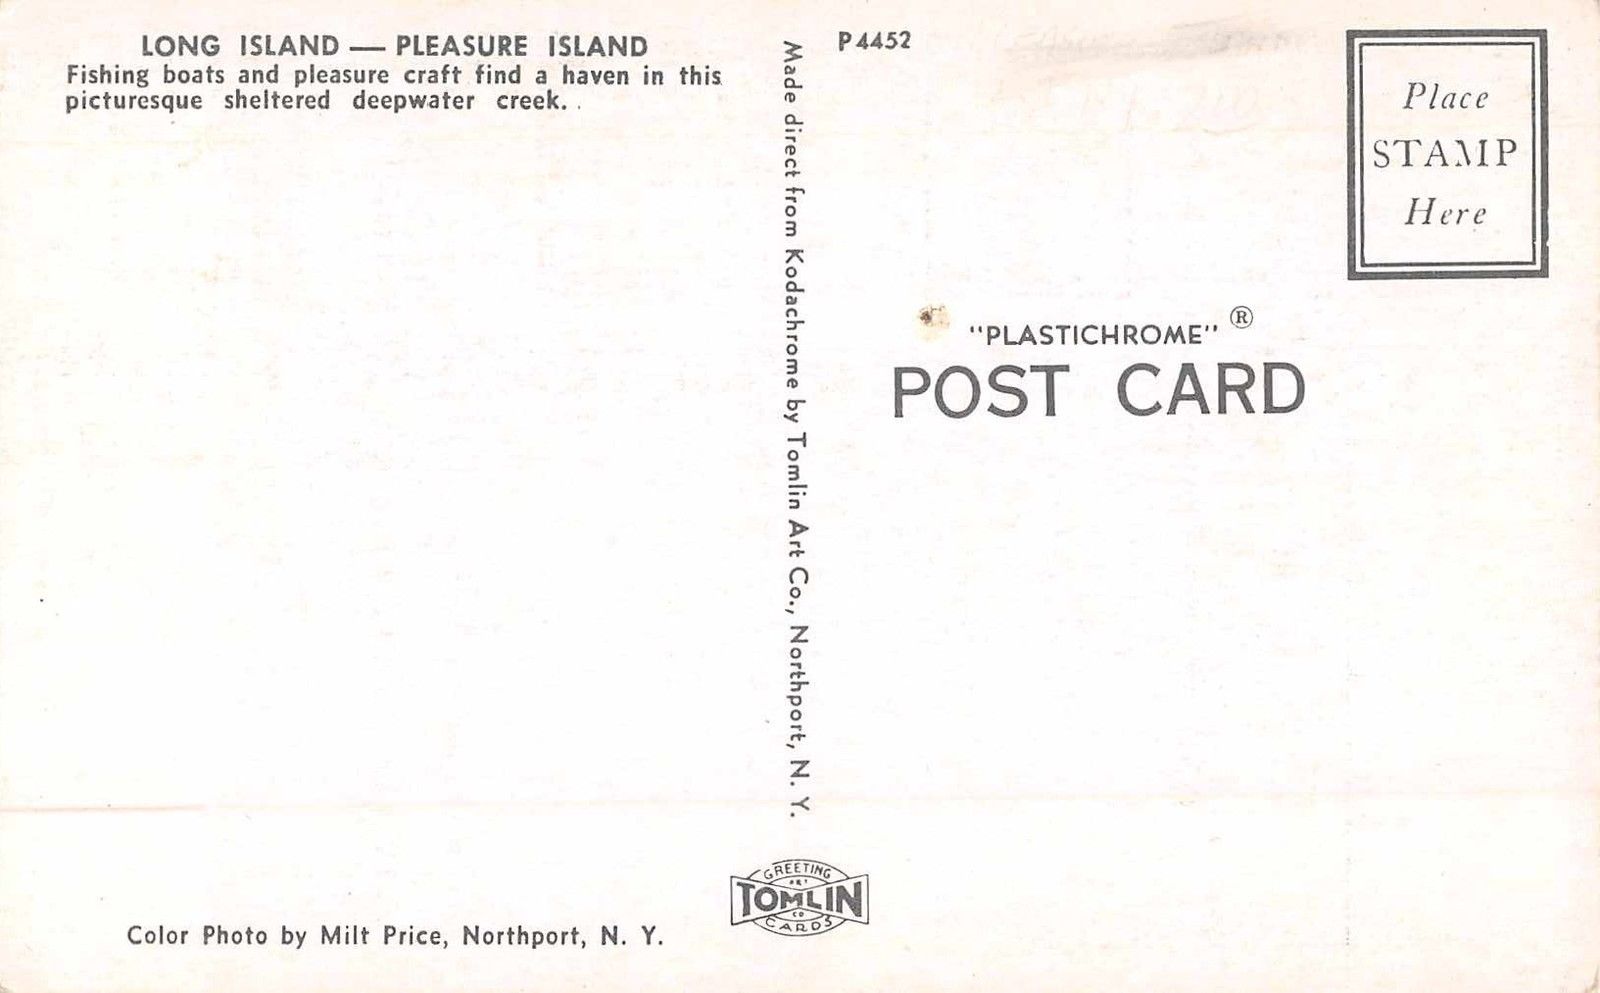 LONG ISLAND — PLEASURE ISLAND
Fishing boats and pleasure craft find a haven in this
picturesque sheltered deepwater creek. .
Color Photo by Milt Price, Northport, N. Y.
Made direct from Kodachrome by Tomlin Art Co., Northport, N. Y.
GREETING
ART
TOMLIN
CO
CARDS
P4452
Place
STAMP
Here
"PLASTICHROME" ®
POST CARD